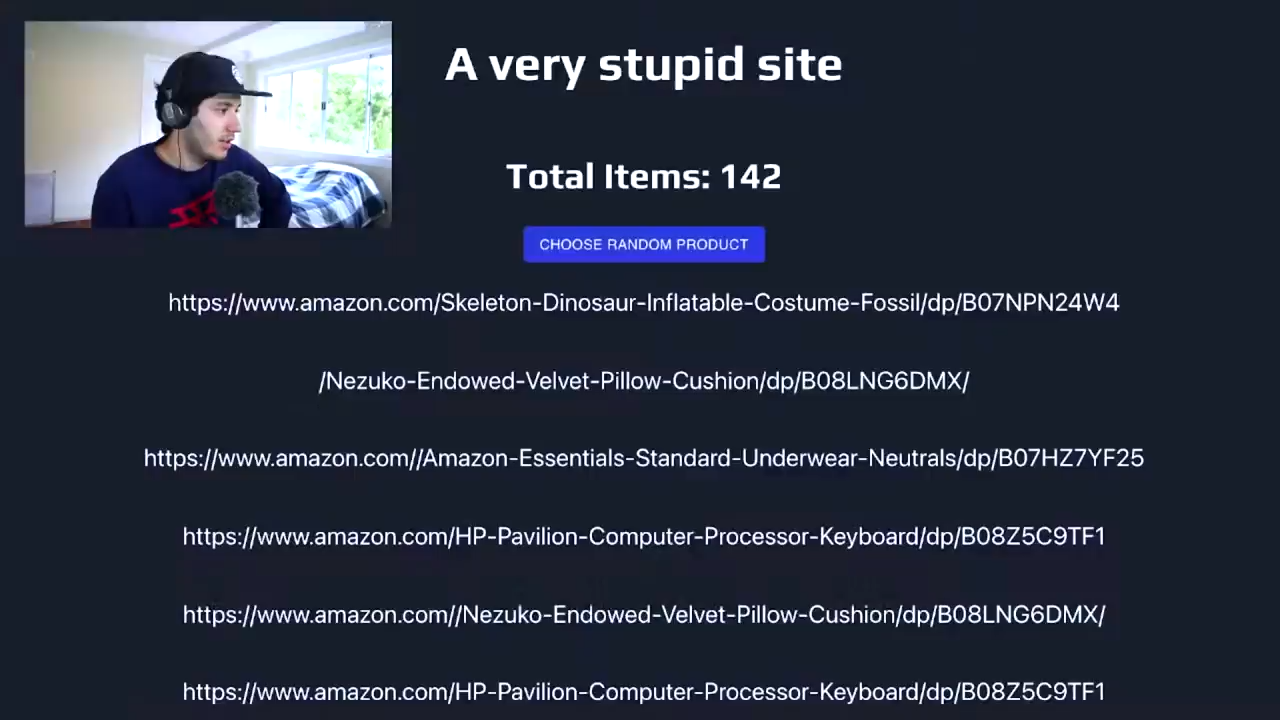 A very stupid site
Total Items: 142
CHOOSE RANDOM PRODUCT
https://www.amazon.com/Skeleton-Dinosaur-Inflatable-Costume-Fossil/dp/B07NPN24W4
/Nezuko-Endowed-Velvet-Pillow-Cushion/dp/B08LNG6DMX/
https://www.amazon.com//Amazon-Essentials-Standard-Underwear-Neutrals/dp/B07HZ7YF25
https://www.amazon.com/HP-Pavilion-Computer-Processor-Keyboard/dp/B08Z5C9TF1
https://www.amazon.com//Nezuko-Endowed-Velvet-Pillow-Cushion/dp/B08LNG6DMX/
https://www.amazon.com/HP-Pavilion-Computer-Processor-Keyboard/dp/B08Z5C9TF1